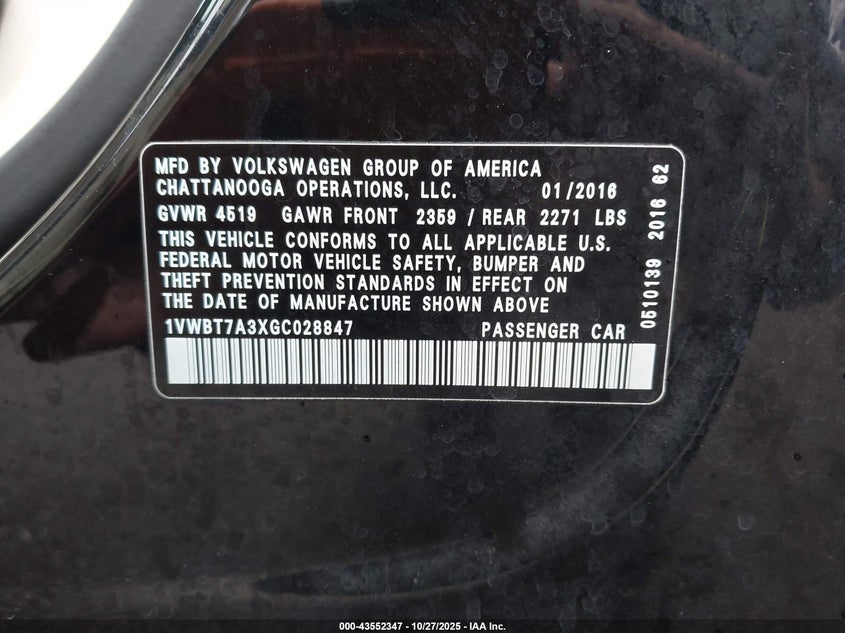 MFD BY VOLKSWAGEN GROUP OF AMERICA
CHATTANOOGA OPERATIONS, LLC. 01/2016
GVWR 4519 GAWR FRONT 2359 / REAR 2271 LBS
THIS VEHICLE CONFORMS TO ALL APPLICABLE U.S.
FEDERAL MOTOR VEHICLE SAFETY, BUMPER AND
THEFT PREVENTION STANDARDS IN EFFECT ON
THE DATE OF MANUFACTURE SHOWN ABOVE
1VWBT7A3XGC028847 PASSENGER CAR
0510139 2016 62
000-43552347 - 10/27/2025 - IAA Inc.